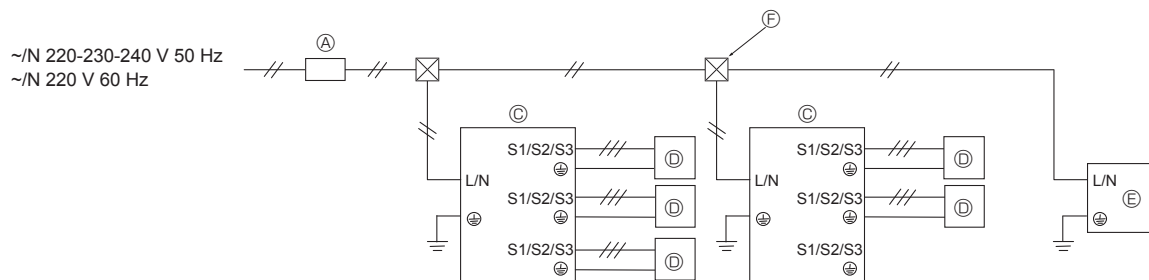 Ⓕ
~/N 220-230-240 V 50 Hz
Ⓐ
~/N 220 V 60 Hz
Ⓒ
Ⓒ
S1/S2/S3
Ⓓ
S1/S2/S3
Ⓓ
L/N
L/N
L/N
S1/S2/S3
Ⓓ
S1/S2/S3
Ⓓ
Ⓔ
S1/S2/S3
Ⓓ
S1/S2/S3